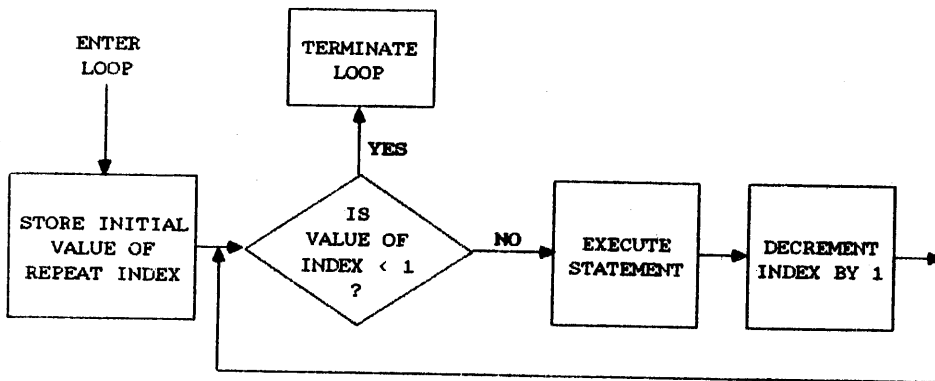 ENTER
LOOP
TERMINATE
LOOP
YES
STORE INITIAL
VALUE OF
REPEAT INDEX
IS
VALUE OF
INDEX < 1
?
NO
EXECUTE
STATEMENT
DECREMENT
INDEX BY 1